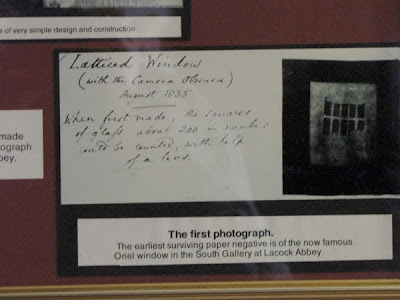 e of very simple design and construction
Latticed Window
(with the Camera Obscura)
August 1835
When first made, the squares
of glass about 200 in number
could be counted, with help
of a lens.
made
otograph
bey.
The first photograph.
The earliest surviving paper negative is of the now famous
Oriel window in the South Gallery at Lacock Abbey